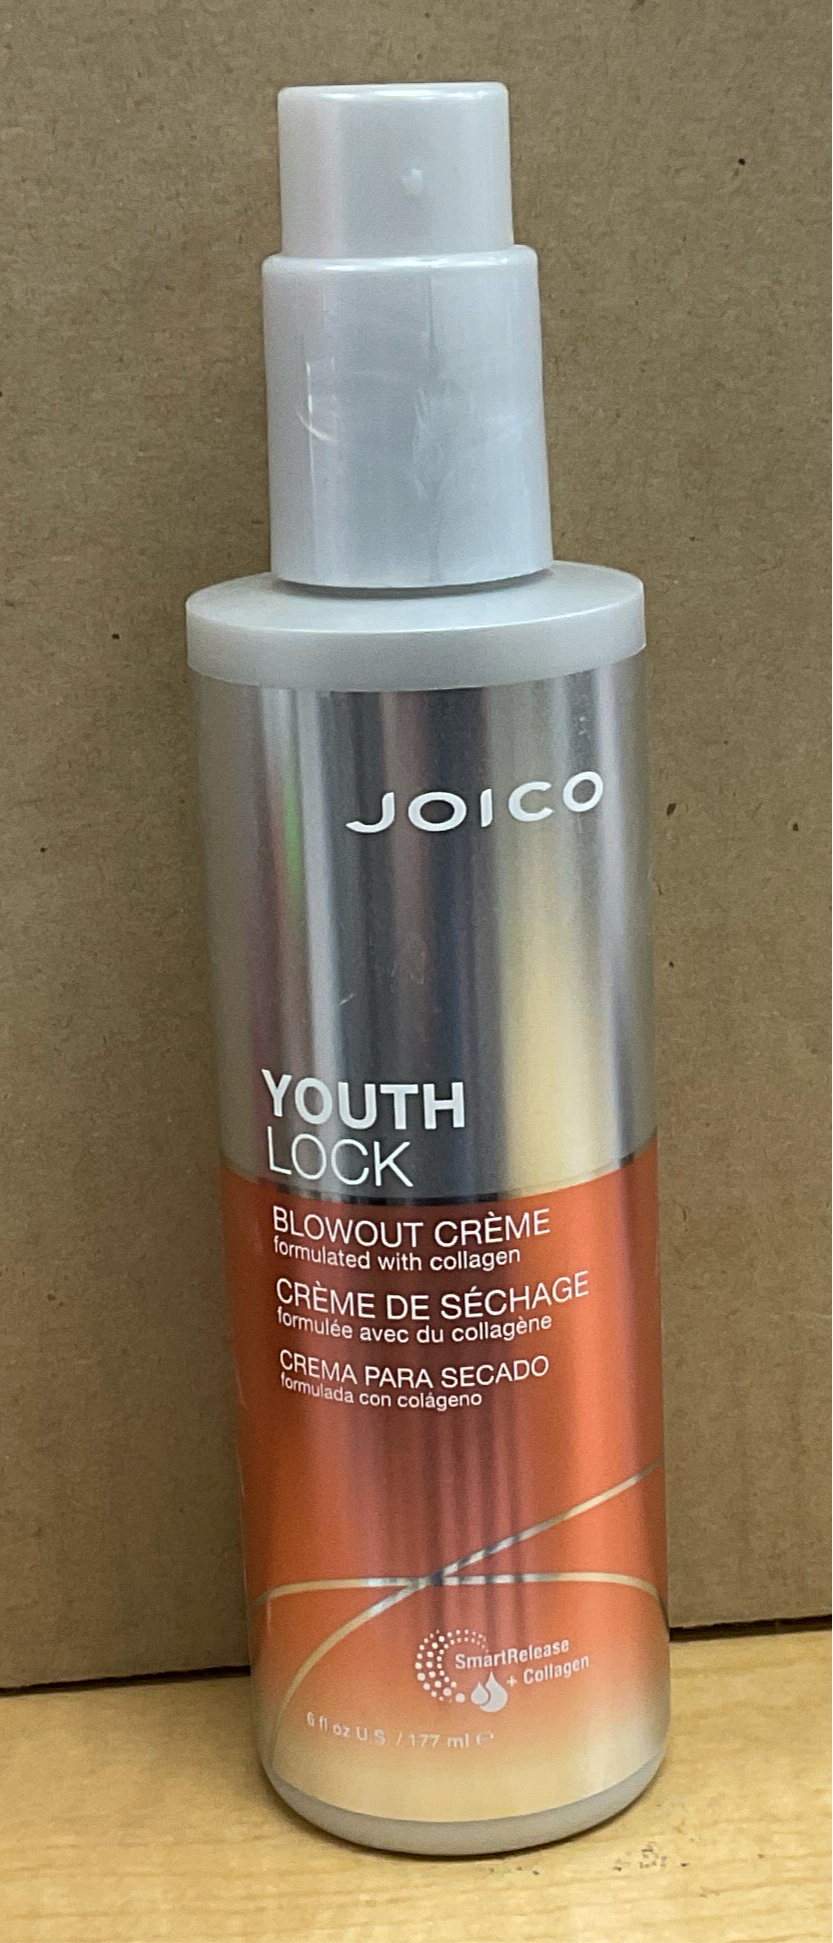 JOICO
YOUTH
LOCK
BLOWOUT CRÈME
formulated with collagen
CRÈME DE SÉCHAGE
formulée avec du collagène
CREMA PARA SECADO
formulada con colágeno
SmartRelease
+ Collagen
6 fl oz U.S. / 177 ml ℮